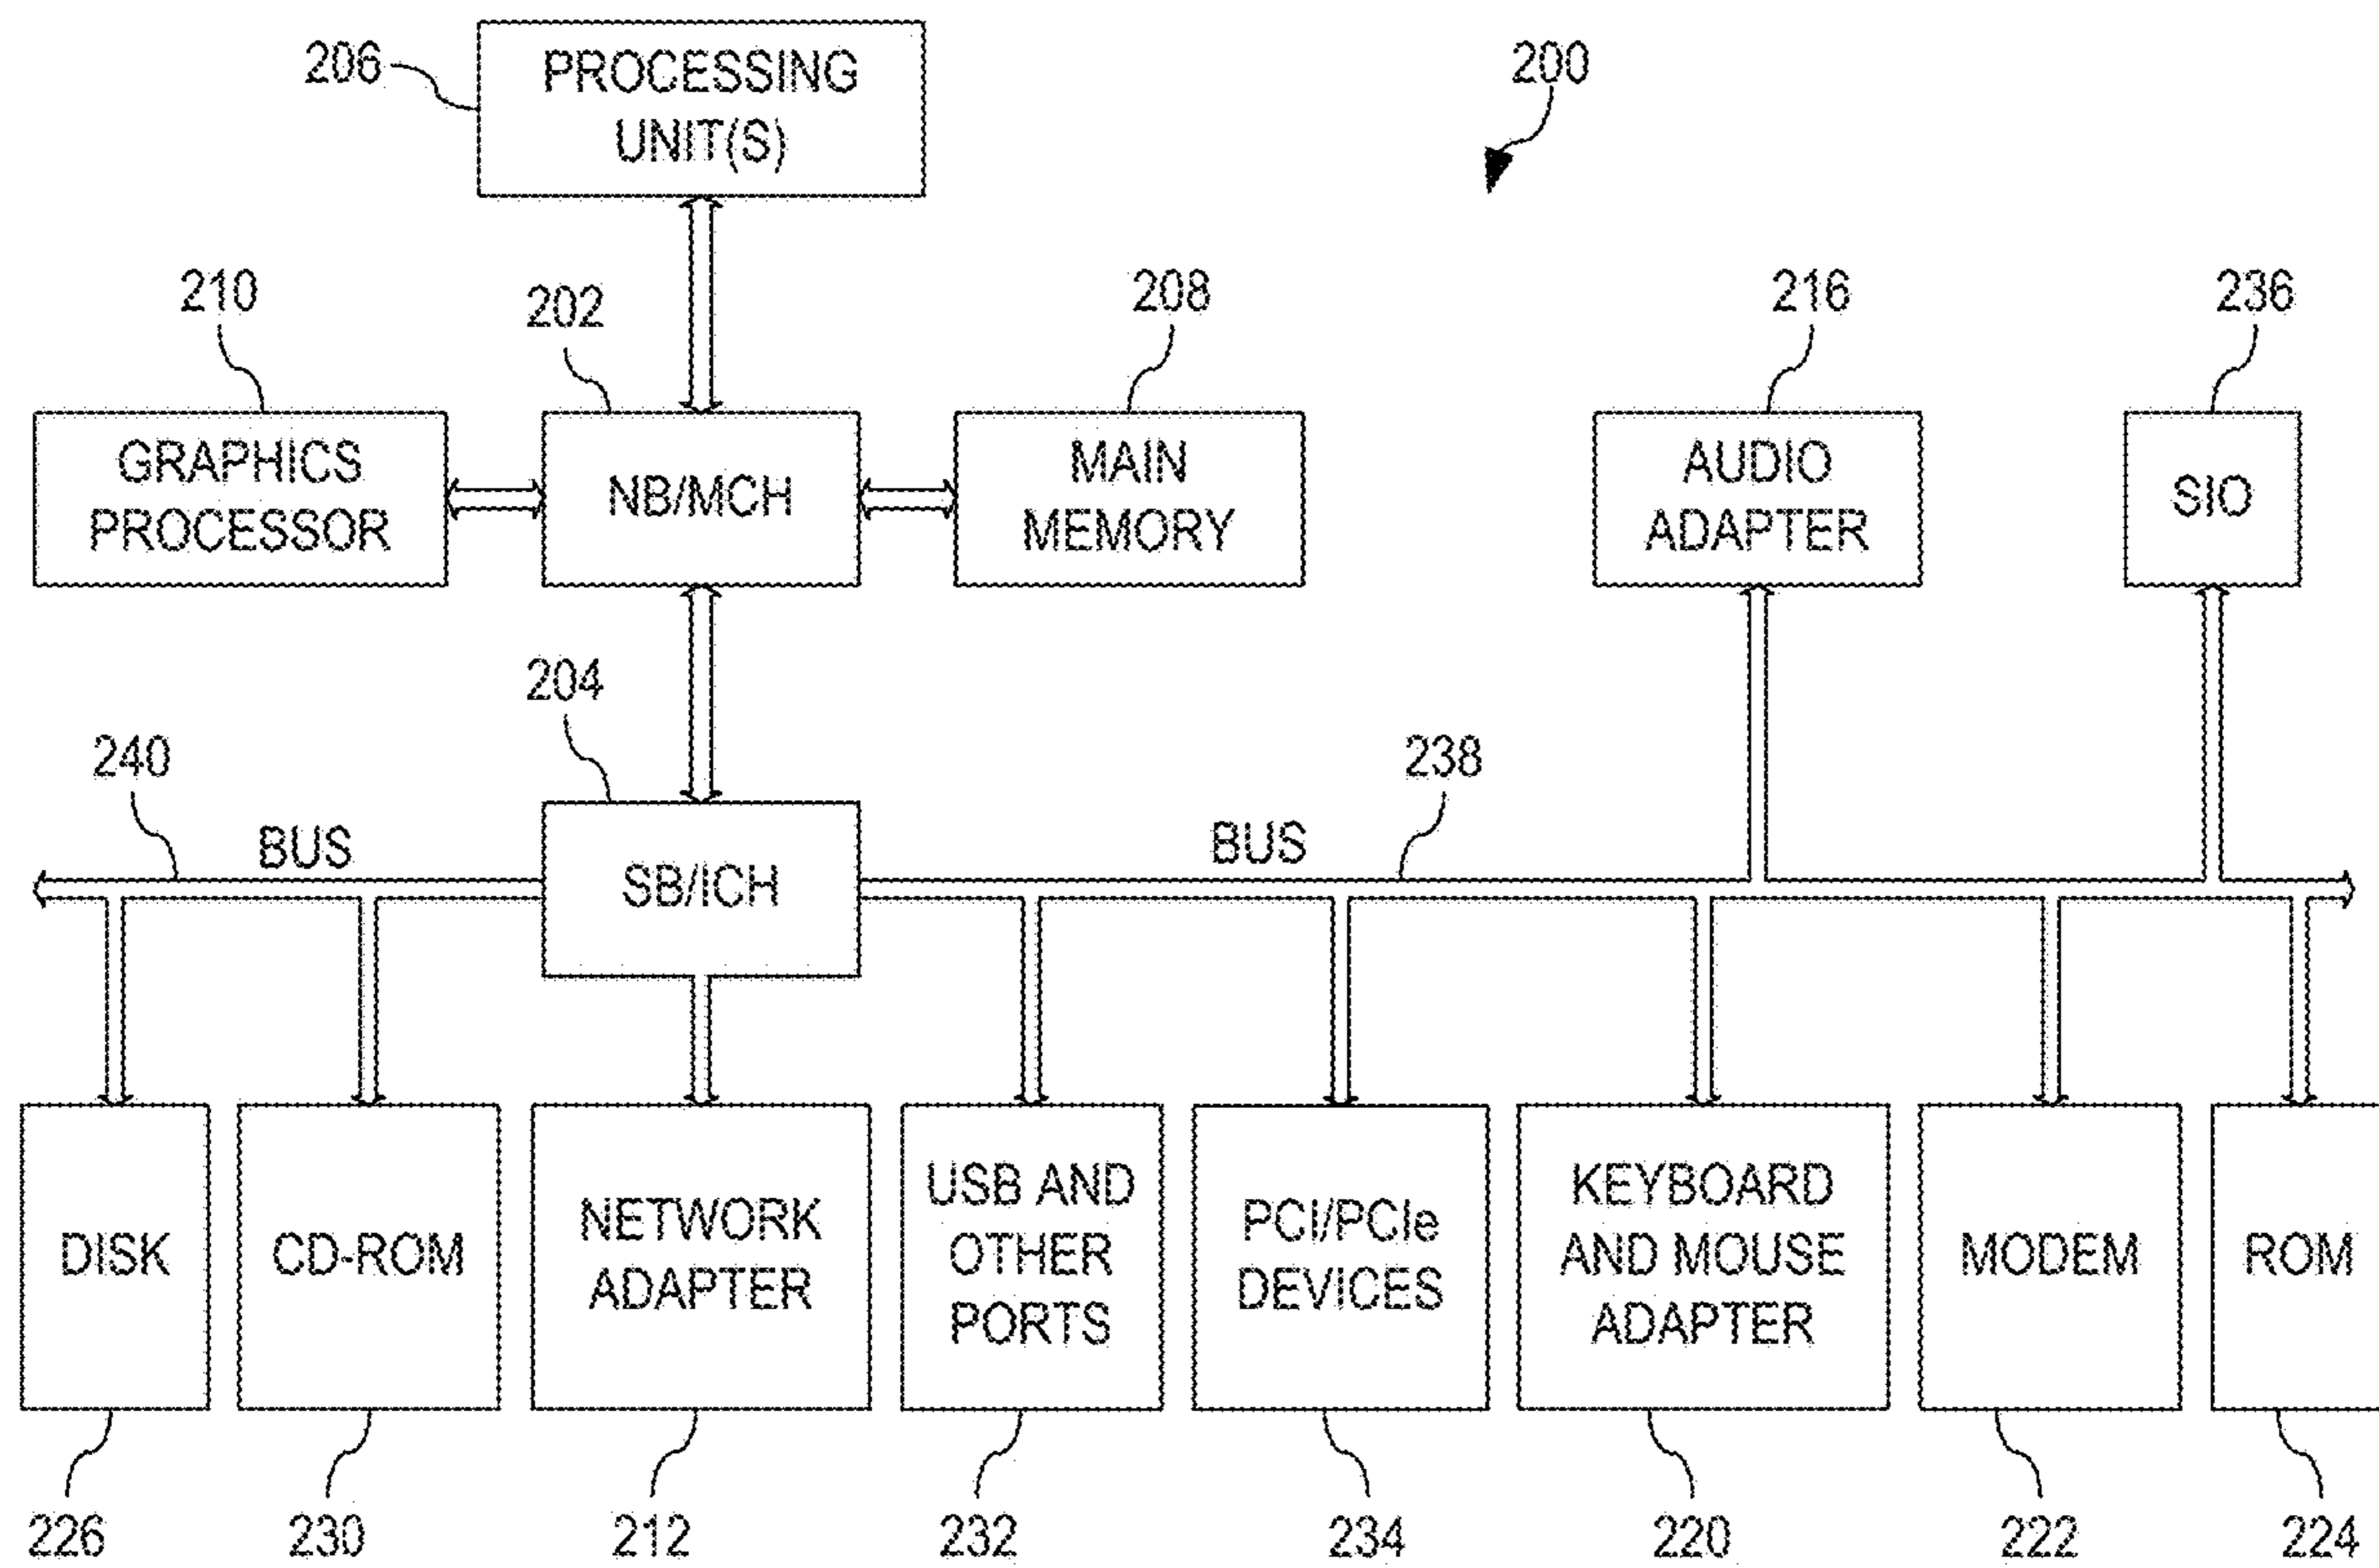 206
PROCESSING
UNIT(S)
200
210
202
208
216
236
GRAPHICS
PROCESSOR
NB/MCH
MAIN
MEMORY
AUDIO
ADAPTER
SIO
204
240
238
BUS
SB/ICH
BUS
DISK
CD-ROM
NETWORK
ADAPTER
USB AND
OTHER
PORTS
PCI/PCIe
DEVICES
KEYBOARD
AND MOUSE
ADAPTER
MODEM
ROM
226
230
212
232
234
220
222
224